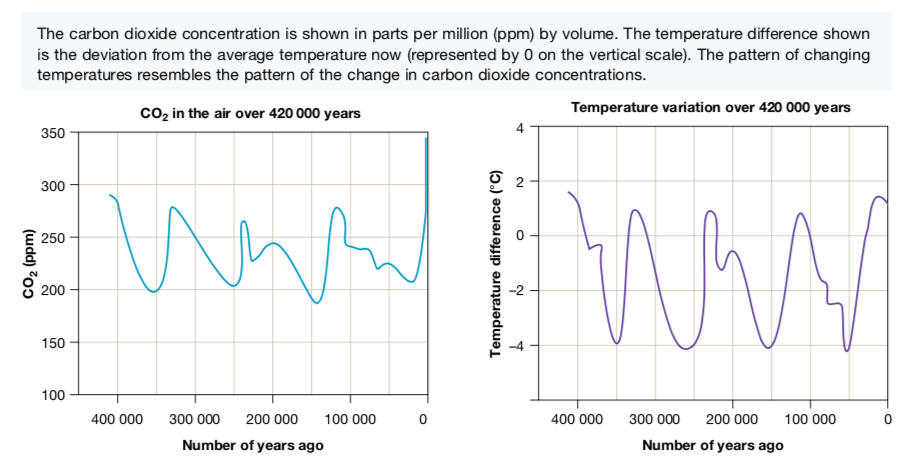 The carbon dioxide concentration is shown in parts per million (ppm) by volume. The temperature difference shown
is the deviation from the average temperature now (represented by 0 on the vertical scale). The pattern of changing
temperatures resembles the pattern of the change in carbon dioxide concentrations.
CO₂ in the air over 420 000 years
350
300
250
200
150
100
CO₂ (ppm)
400 000 300 000 200 000 100 000 0
Number of years ago
Temperature variation over 420 000 years
4
2
0
−2
−4
Temperature difference (°C)
400 000 300 000 200 000 100 000 0
Number of years ago